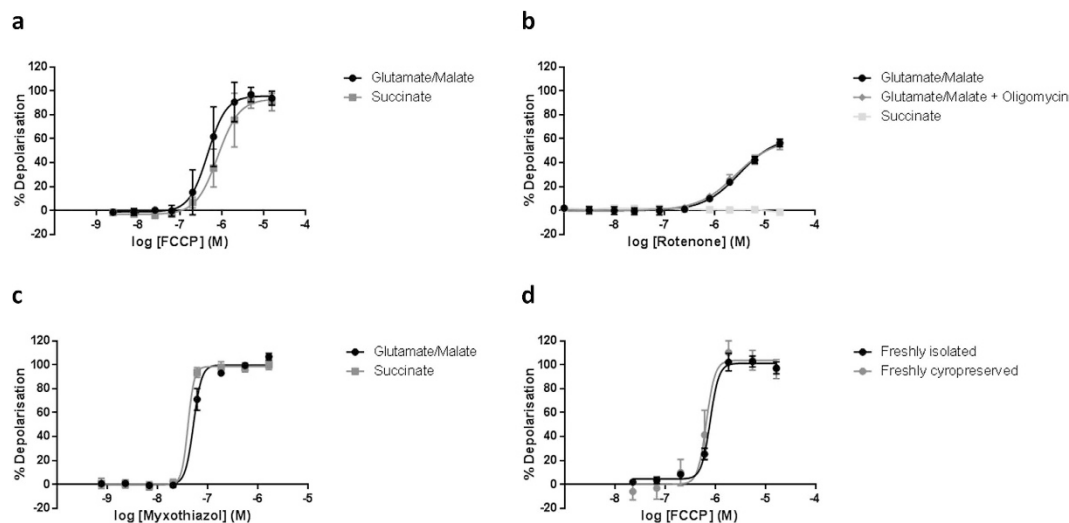 a
% Depolarisation
120
100
80
60
40
20
0
-20
-9
-8
-7
-6
-5
-4
log [FCCP] (M)
Glutamate/Malate
Succinate
b
% Depolarisation
120
100
80
60
40
20
0
-20
-8
-7
-6
-5
-4
log [Rotenone] (M)
Glutamate/Malate
Glutamate/Malate + Oligomycin
Succinate
c
% Depolarisation
120
100
80
60
40
20
0
-20
-9
-8
-7
-6
-5
log [Myxothiazol] (M)
Glutamate/Malate
Succinate
d
% Depolarisation
120
100
80
60
40
20
0
-20
-8
-7
-6
-5
-4
log [FCCP] (M)
Freshly isolated
Freshly cyropreserved